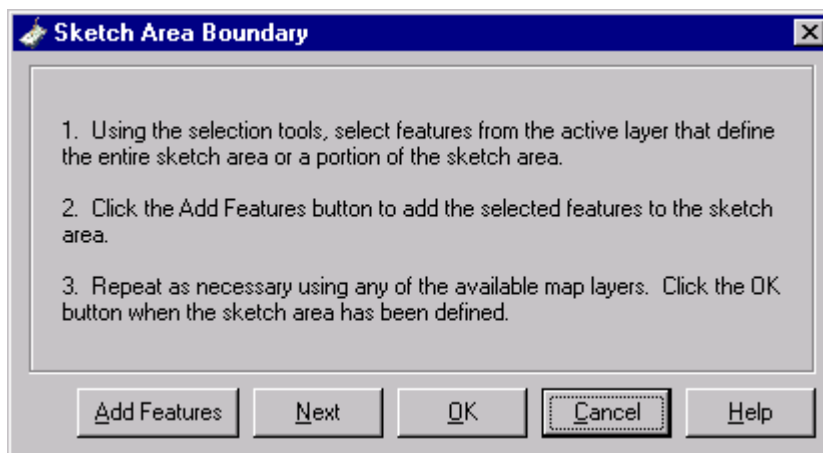 Sketch Area Boundary
1. Using the selection tools, select features from the active layer that define
the entire sketch area or a portion of the sketch area.
2. Click the Add Features button to add the selected features to the sketch
area.
3. Repeat as necessary using any of the available map layers. Click the OK
button when the sketch area has been defined.
Add Features Next OK Cancel Help